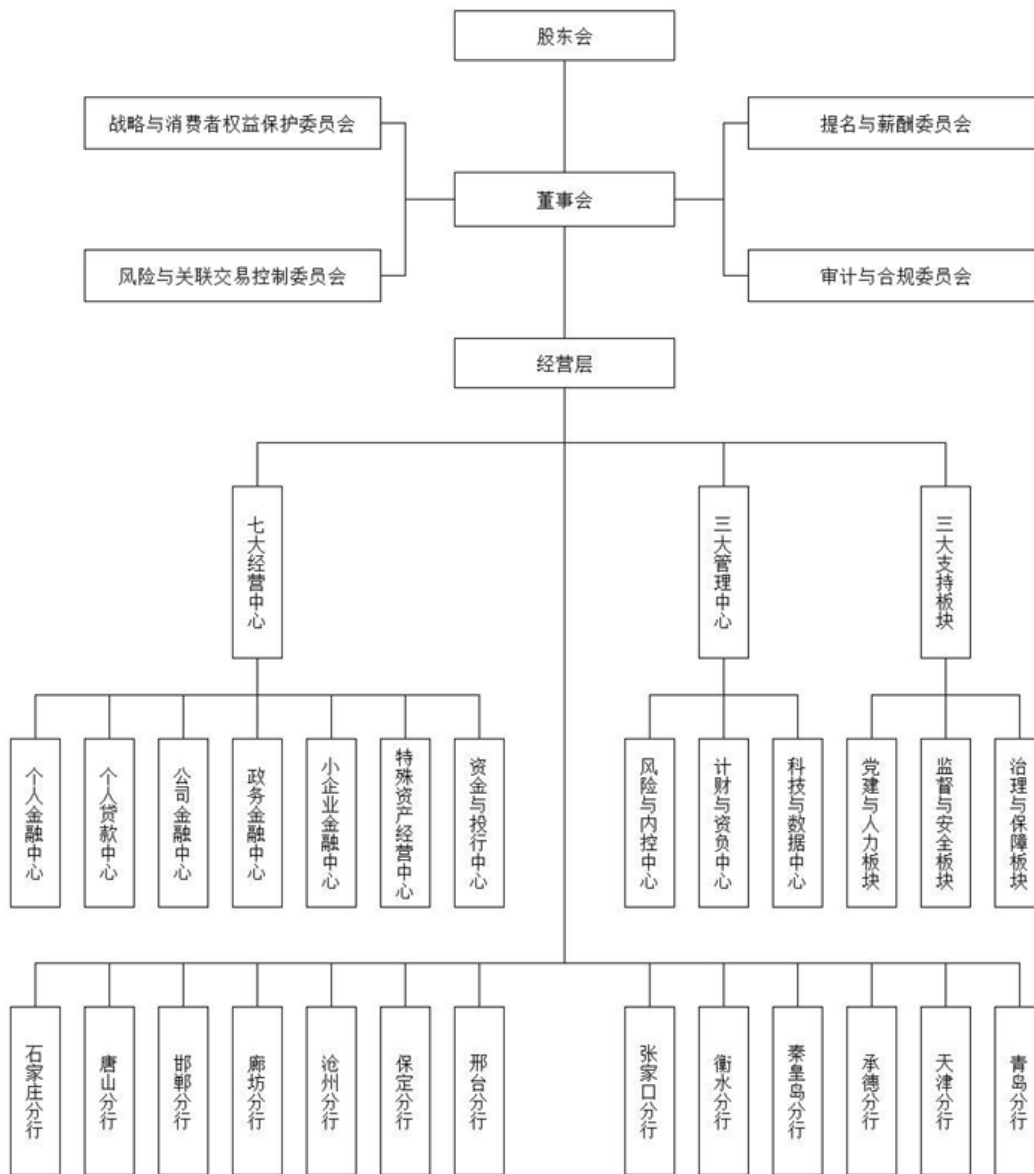 股东会
战略与消费者权益保护委员会
提名与薪酬委员会
董事会
风险与关联交易控制委员会
审计与合规委员会
经营层
七大经营中心
三大管理中心
三大支持板块
个人金融中心
个人贷款中心
公司金融中心
政务金融中心
小企业金融中心
特殊资产经营中心
资金与投行中心
风险与内控中心
计财与资负中心
科技与数据中心
党建与人力板块
监督与安全板块
治理与保障板块
石家庄分行
唐山分行
邯郸分行
廊坊分行
沧州分行
保定分行
邢台分行
张家口分行
衡水分行
秦皇岛分行
承德分行
天津分行
青岛分行